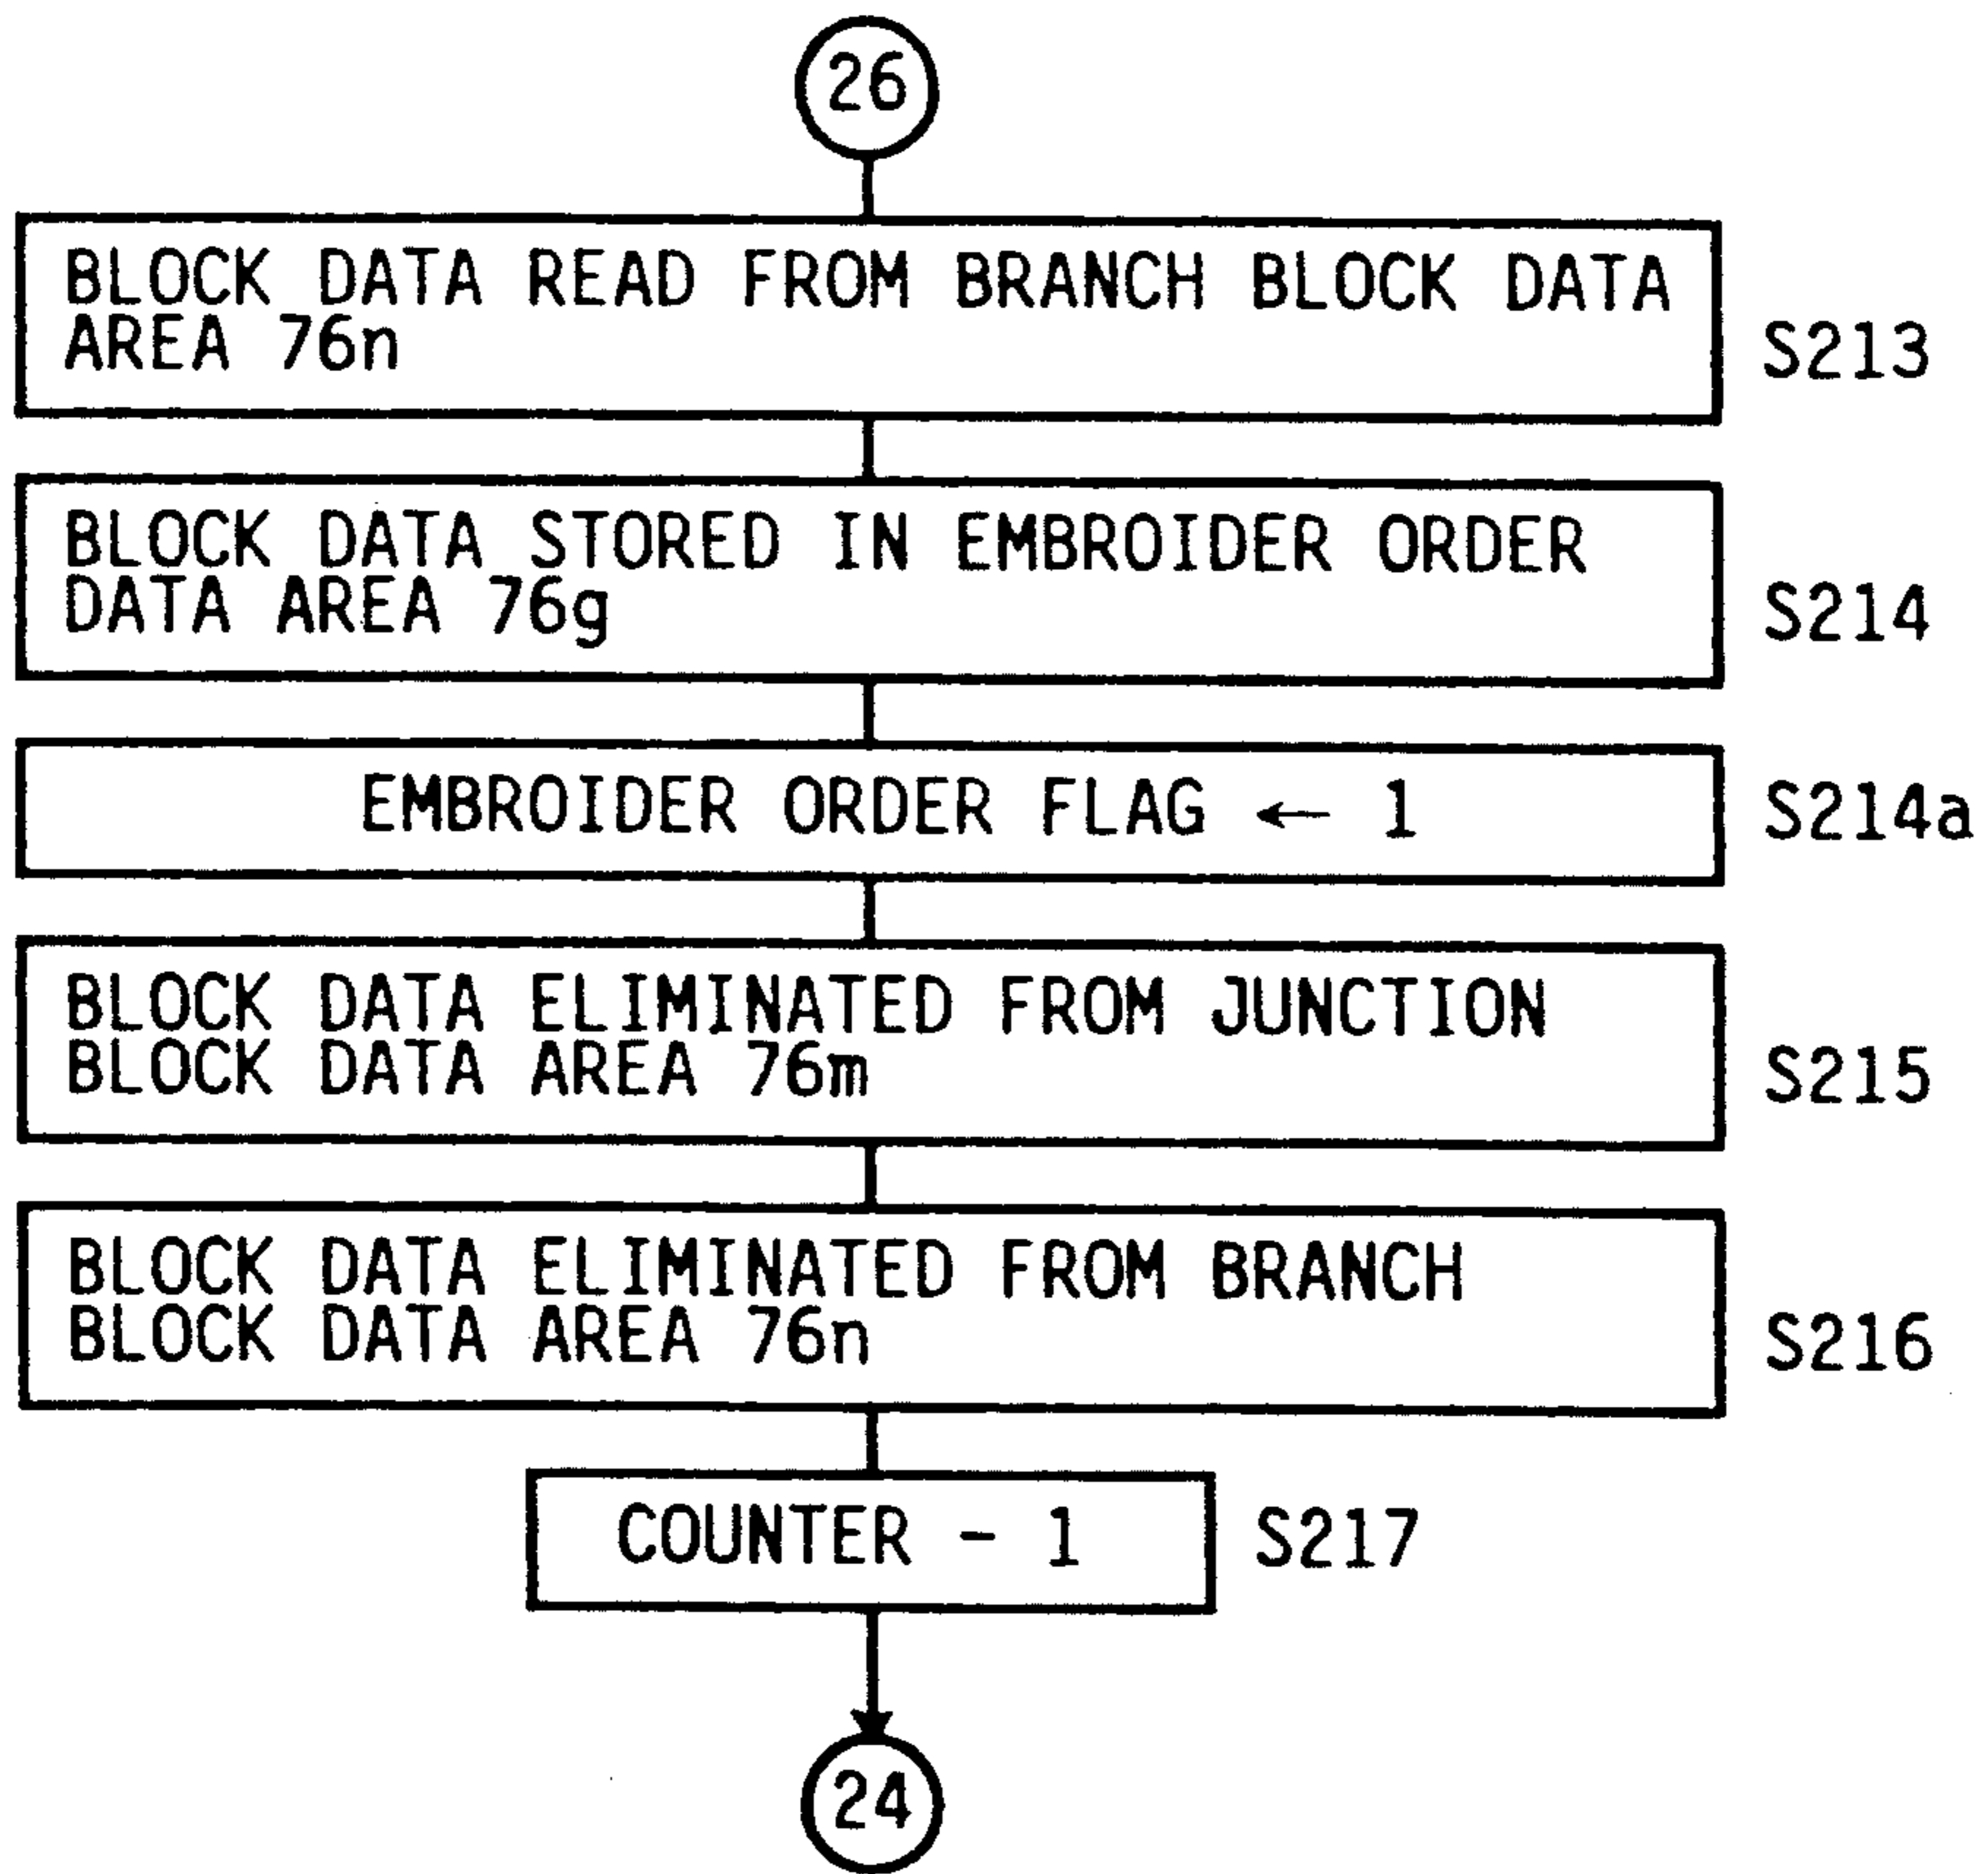 26
BLOCK DATA READ FROM BRANCH BLOCK DATA
AREA 76n
S213
BLOCK DATA STORED IN EMBROIDER ORDER
DATA AREA 76g
S214
EMBROIDER ORDER FLAG ← 1
S214a
BLOCK DATA ELIMINATED FROM JUNCTION
BLOCK DATA AREA 76m
S215
BLOCK DATA ELIMINATED FROM BRANCH
BLOCK DATA AREA 76n
S216
COUNTER - 1
S217
24